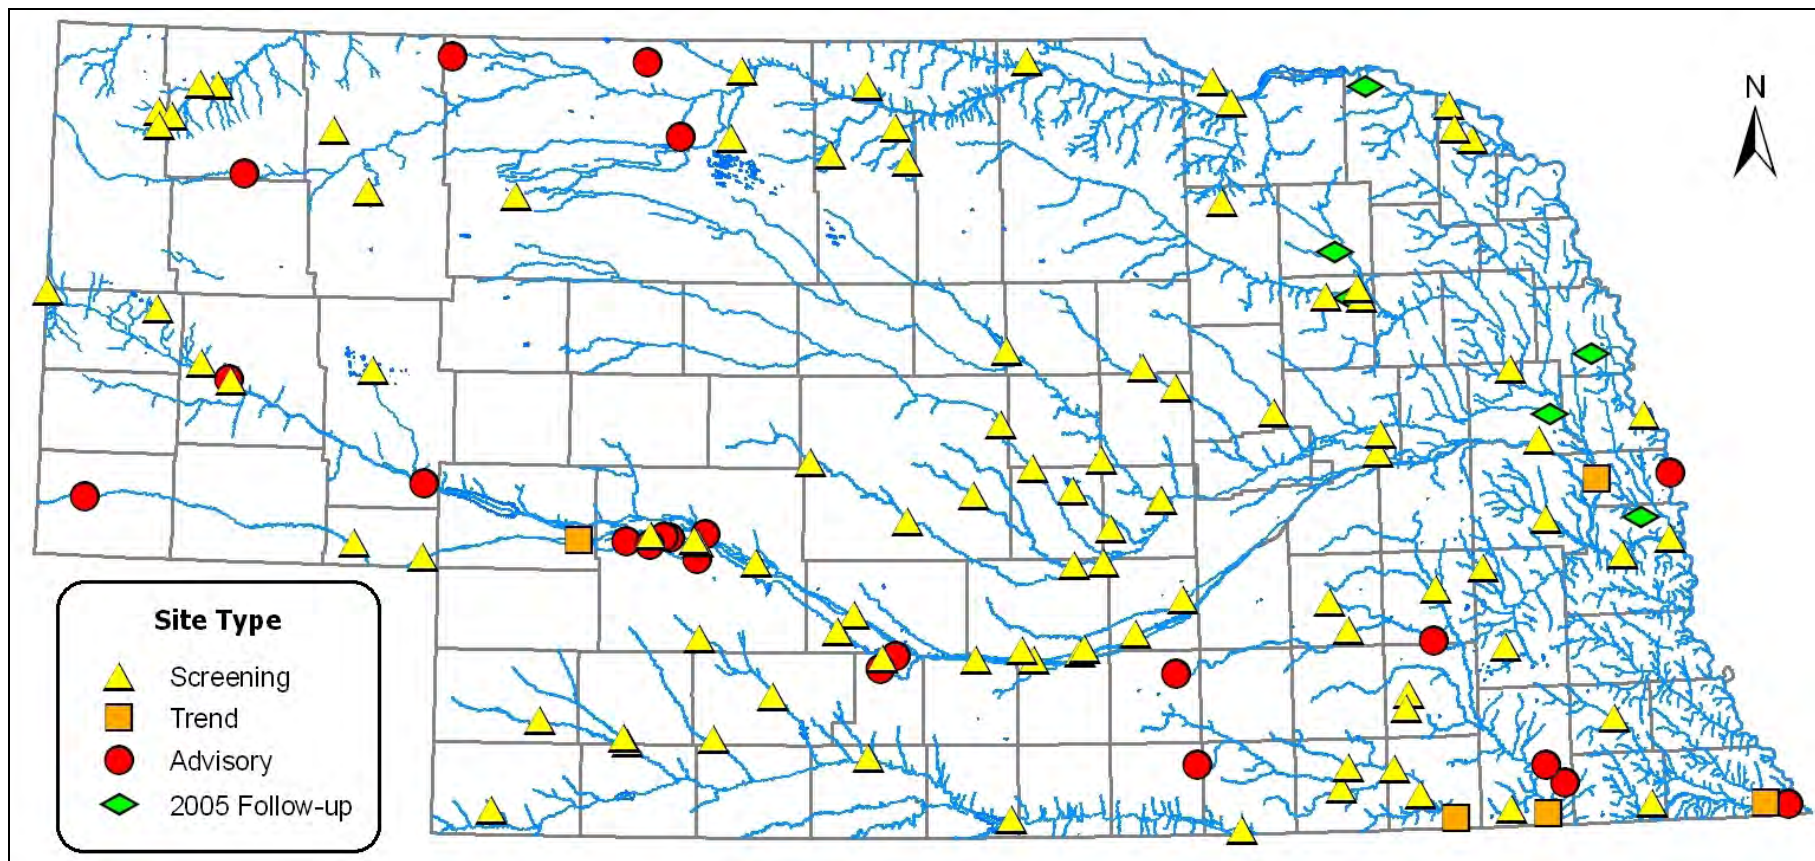 N
Site Type
Screening
Trend
Advisory
2005 Follow-up